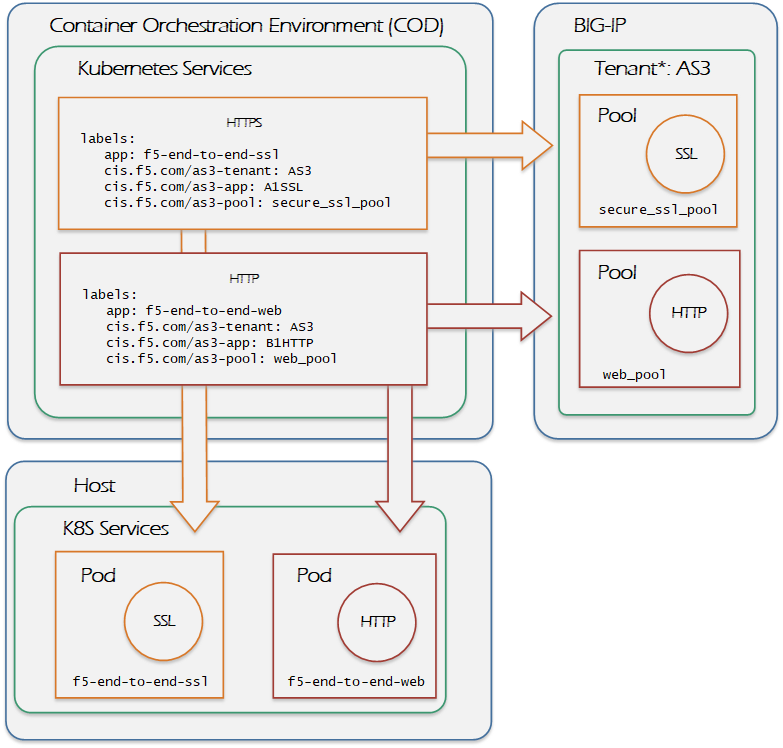 Container Orchestration Environment (COD)
Kubernetes Services
HTTPS
labels:
app: f5-end-to-end-ssl
cis.f5.com/as3-tenant: AS3
cis.f5.com/as3-app: A1SSL
cis.f5.com/as3-pool: secure_ssl_pool
HTTP
labels:
app: f5-end-to-end-web
cis.f5.com/as3-tenant: AS3
cis.f5.com/as3-app: B1HTTP
cis.f5.com/as3-pool: web_pool
BIG-IP
Tenant*: AS3
Pool
SSL
secure_ssl_pool
Pool
HTTP
web_pool
Host
K8S Services
Pod
SSL
f5-end-to-end-ssl
Pod
HTTP
f5-end-to-end-web